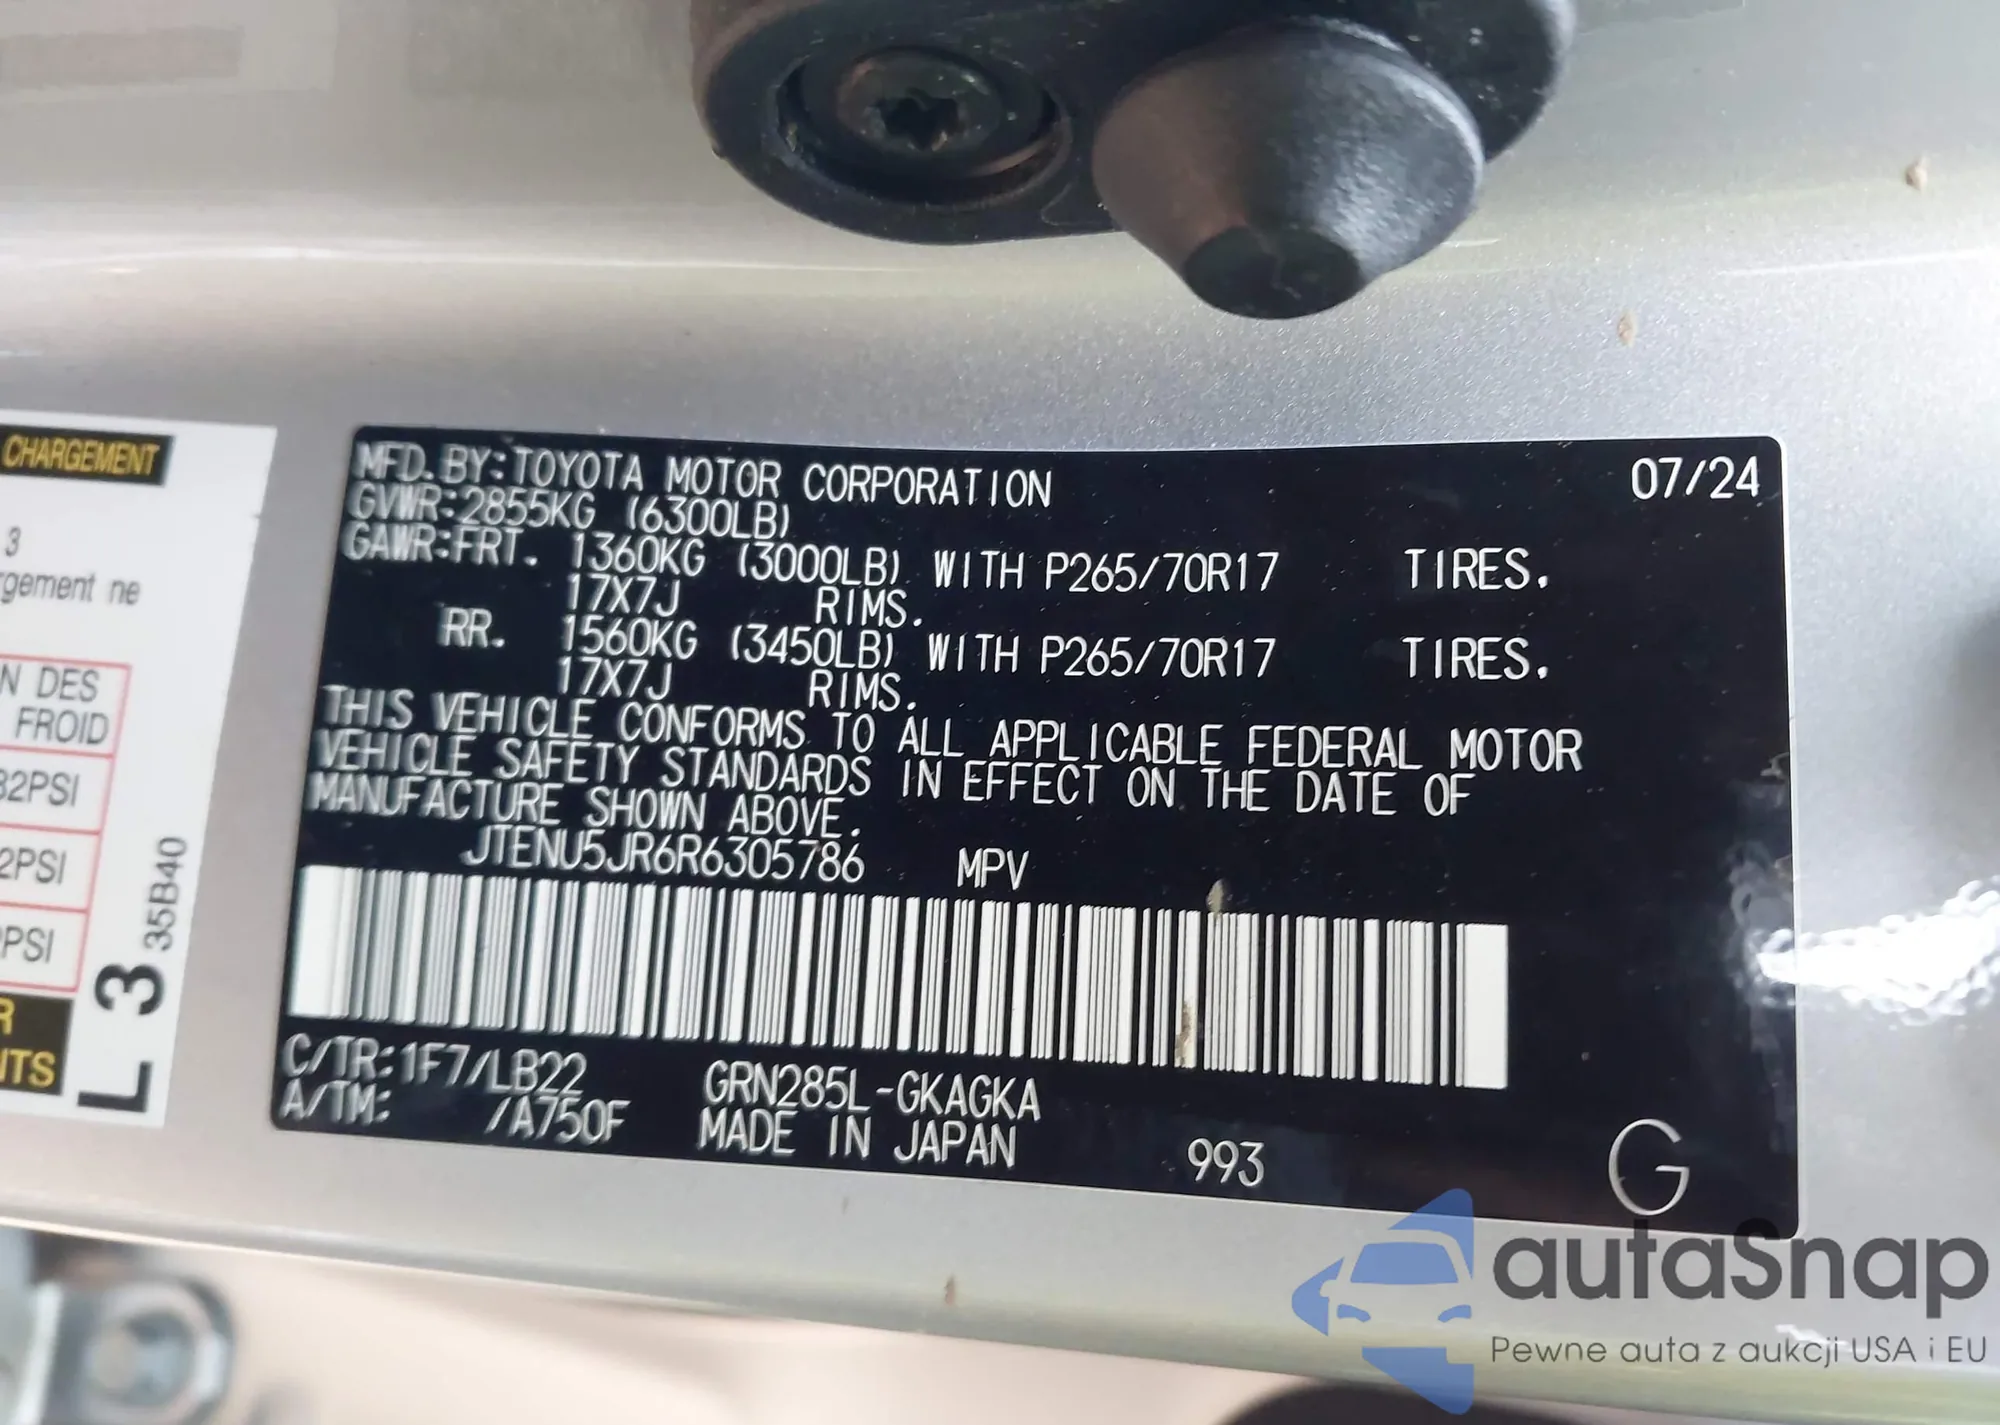 CHARGEMENT
3
rgement ne
N DES
FROID
32PSI
2PSI
PSI
R
NTS
L 3 35B40
MFD.BY:TOYOTA MOTOR CORPORATION 07/24
GVWR:2855KG (6300LB)
GAWR:FRT. 1360KG (3000LB) WITH P265/70R17 TIRES.
17X7J RIMS.
RR. 1560KG (3450LB) WITH P265/70R17 TIRES.
17X7J RIMS.
THIS VEHICLE CONFORMS TO ALL APPLICABLE FEDERAL MOTOR
VEHICLE SAFETY STANDARDS IN EFFECT ON THE DATE OF
MANUFACTURE SHOWN ABOVE.
JTENU5JR6R6305786 MPV
C/TR:1F7/LB22 GRN285L-GKAGKA
A/TM: /A750F MADE IN JAPAN 993 G
autasnap
Pewne auta z aukcji USA i EU